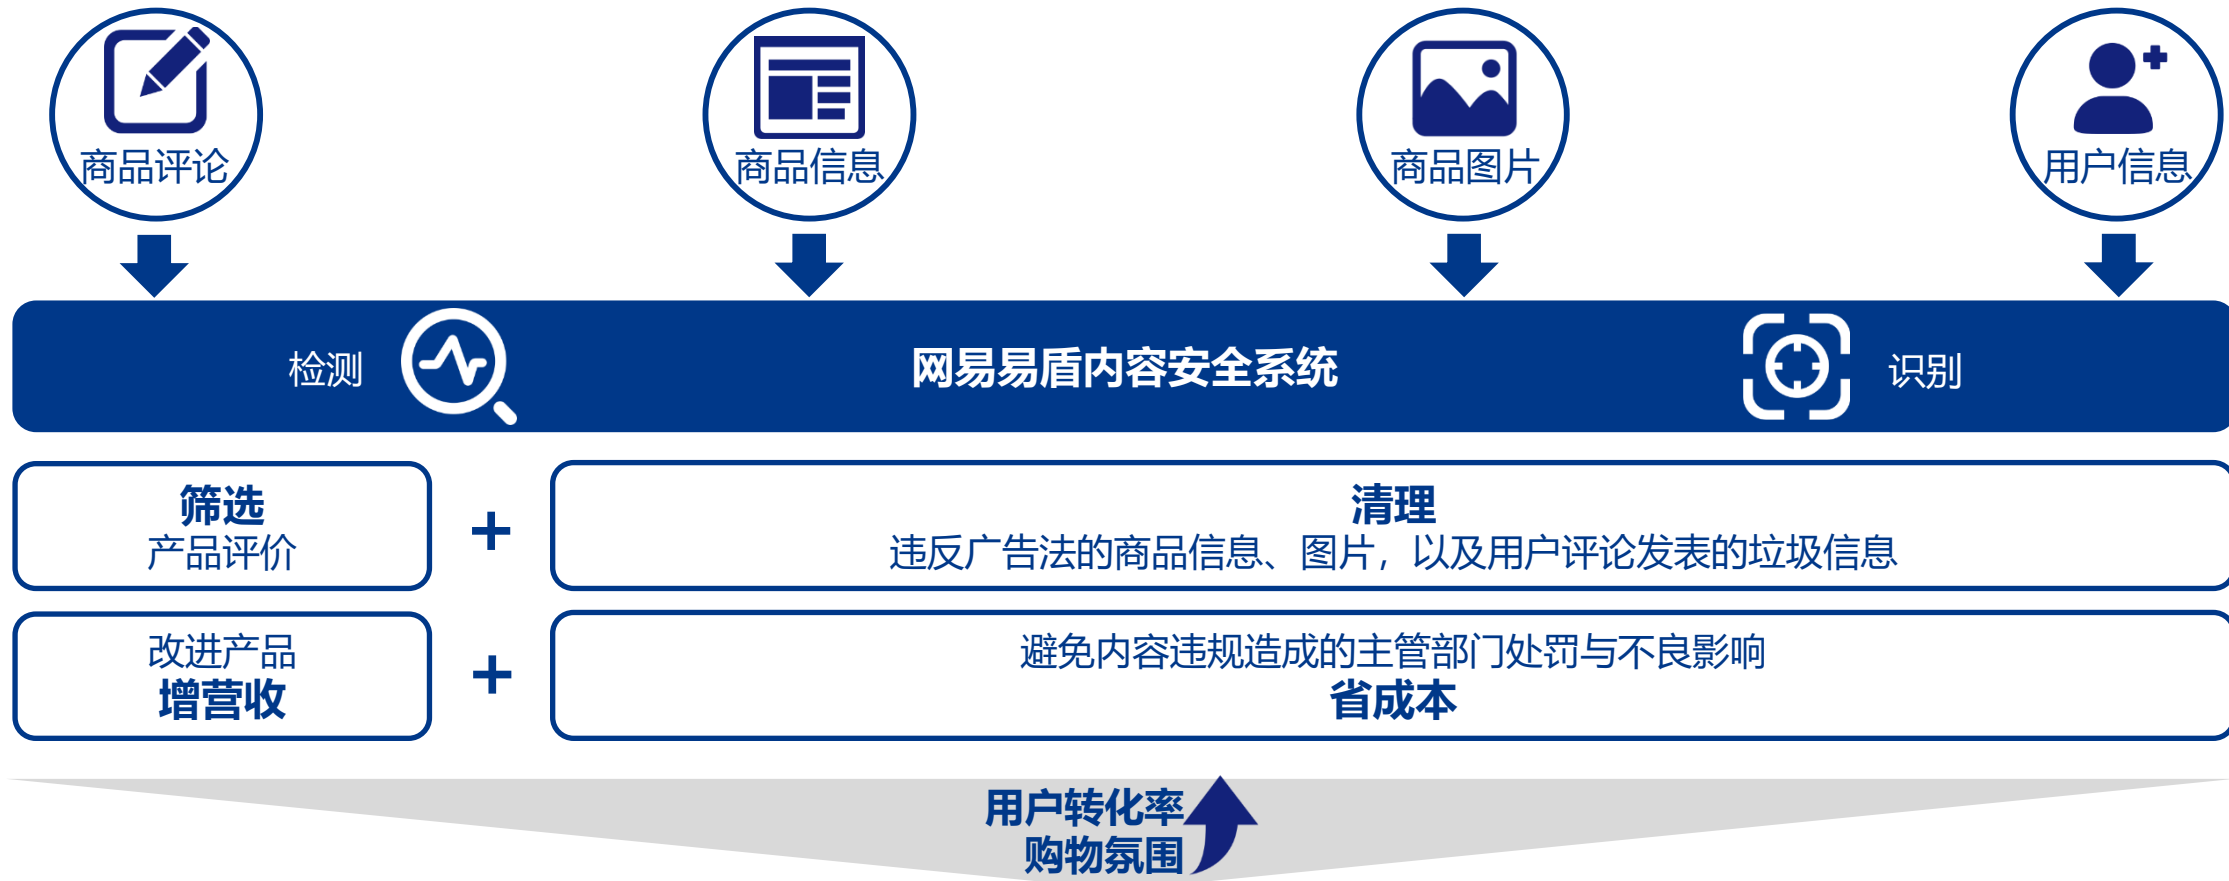 商品评论
商品信息
商品图片
用户信息
检测
网易易盾内容安全系统
识别
筛选
产品评价
+
清理
违反广告法的商品信息、图片，以及用户评论发表的垃圾信息
改进产品
增营收
+
避免内容违规造成的主管部门处罚与不良影响
省成本
用户转化率
购物氛围